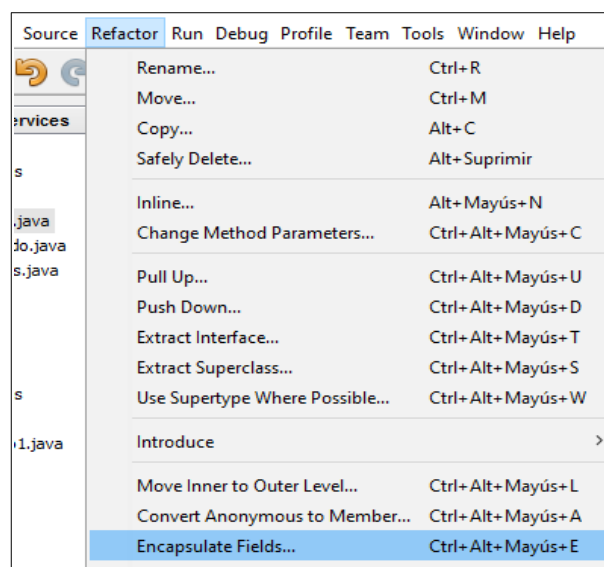 Source Refactor Run Debug Profile Team Tools Window Help
Rename... Ctrl+R
Move... Ctrl+M
ervices
Copy... Alt+C
Safely Delete... Alt+Suprimir
s
Inline... Alt+Mayús+N
.java
Change Method Parameters... Ctrl+Alt+Mayús+C
do.java
s.java
Pull Up... Ctrl+Alt+Mayús+U
Push Down... Ctrl+Alt+Mayús+D
Extract Interface... Ctrl+Alt+Mayús+T
Extract Superclass... Ctrl+Alt+Mayús+S
s
Use Supertype Where Possible... Ctrl+Alt+Mayús+W
Introduce >
1.java
Move Inner to Outer Level... Ctrl+Alt+Mayús+L
Convert Anonymous to Member... Ctrl+Alt+Mayús+A
Encapsulate Fields... Ctrl+Alt+Mayús+E